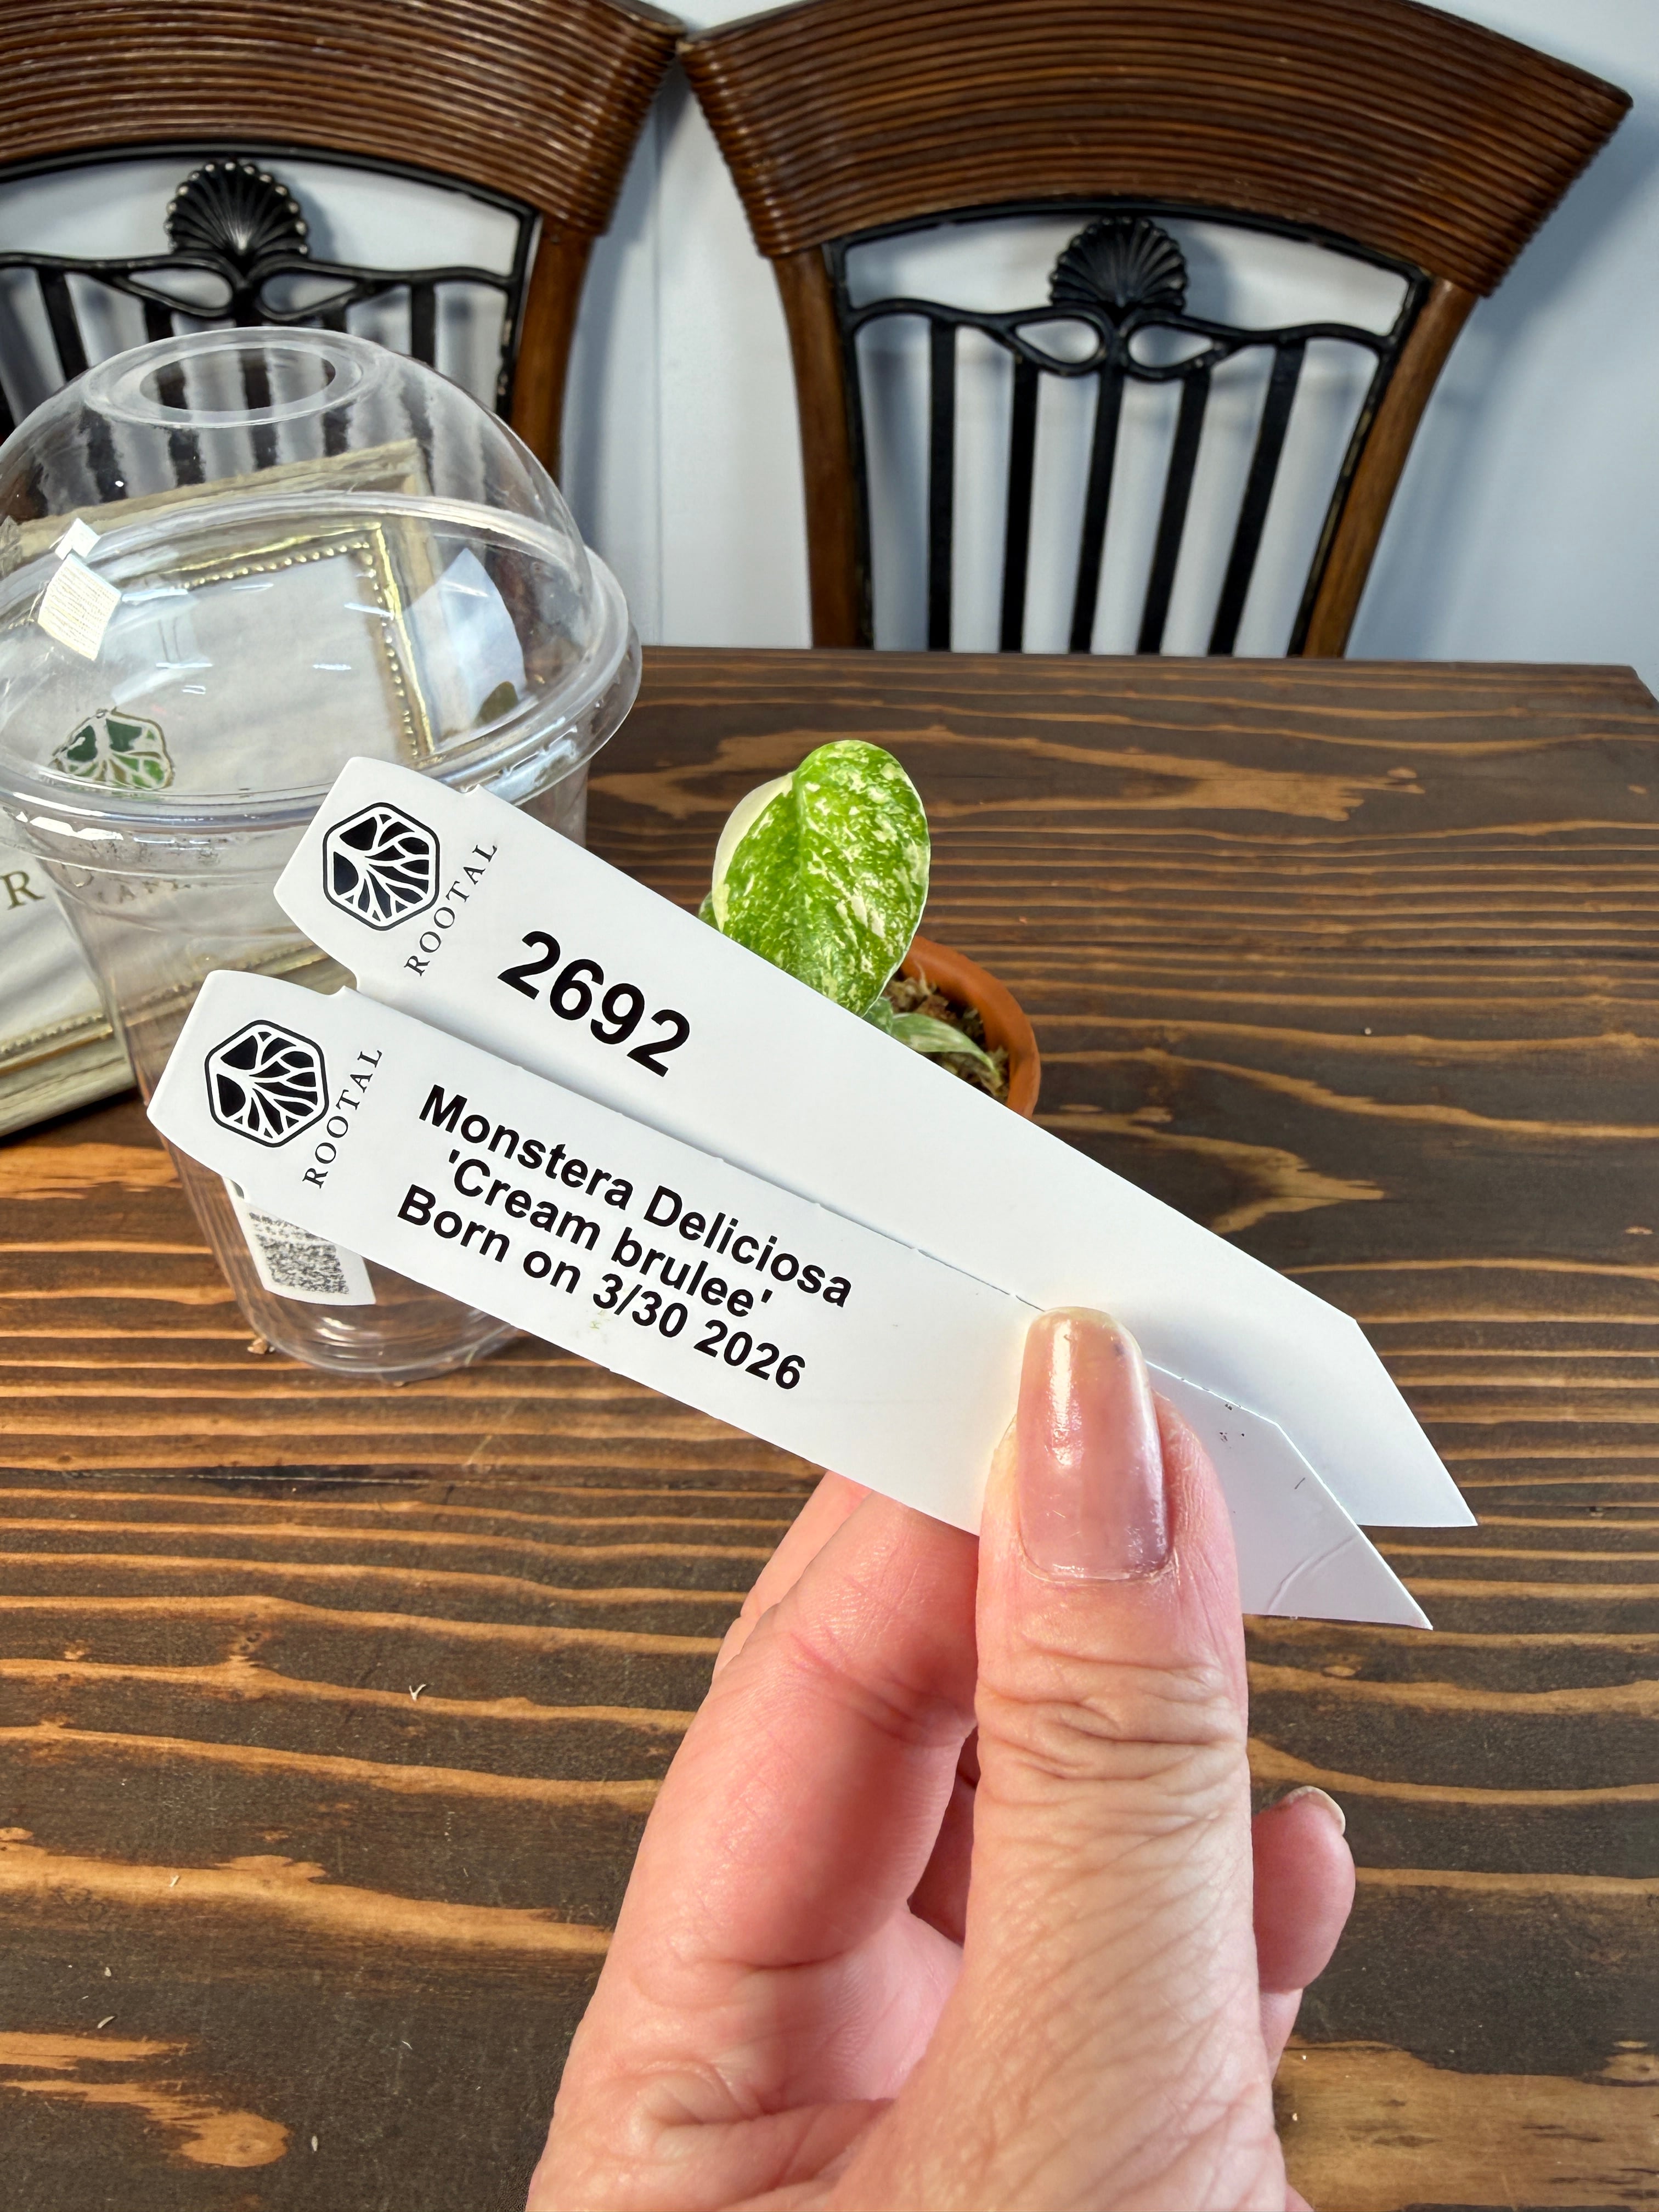 ROOTAL
2692
ROOTAL
Monstera Deliciosa
'Cream brulee'
Born on 3/30 2026